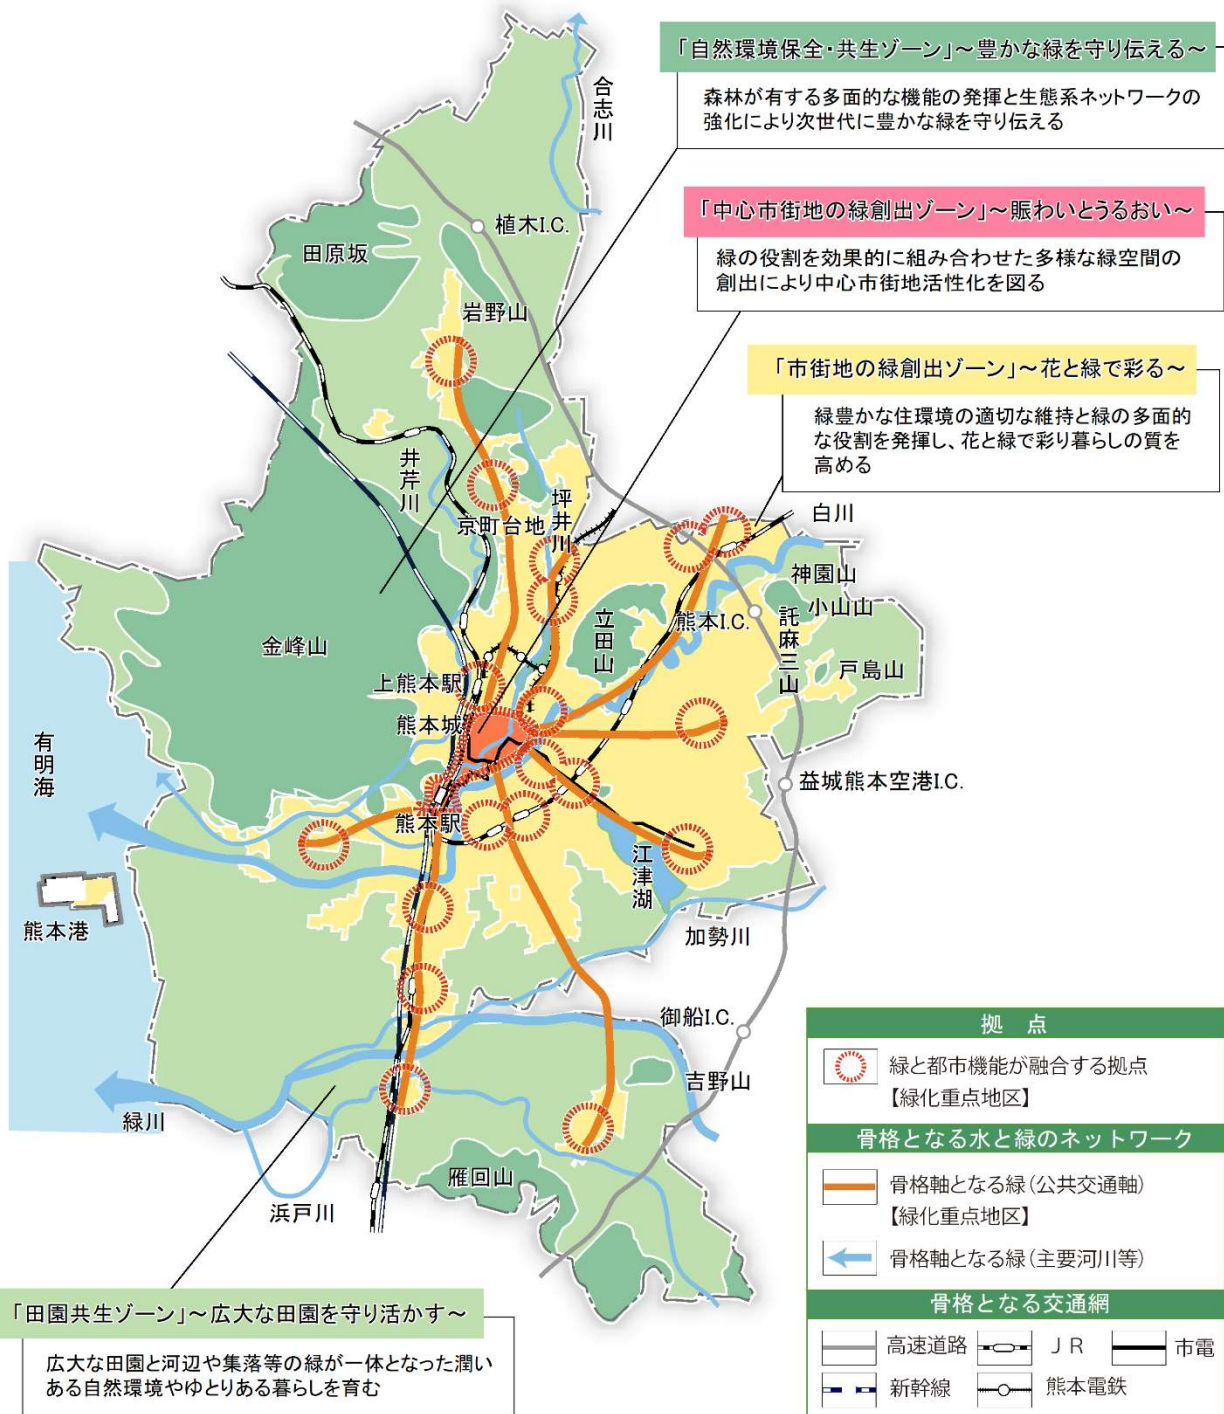 「自然環境保全・共生ゾーン」～豊かな緑を守り伝える～
森林が有する多面的な機能の発揮と生態系ネットワークの
強化により次世代に豊かな緑を守り伝える
「中心市街地の緑創出ゾーン」～賑わいとうるおい～
緑の役割を効果的に組み合わせた多様な緑空間の
創出により中心市街地活性化を図る
「市街地の緑創出ゾーン」～花と緑で彩る～
緑豊かな住環境の適切な維持と緑の多面的
な役割を発揮し、花と緑で彩り暮らしの質を
高める
合志川
植木I.C.
田原坂
岩野山
井芹川
京町台地
坪井川
白川
神園山
小山山
託麻三山
戸島山
熊本I.C.
立田山
金峰山
上熊本駅
熊本城
有明海
益城熊本空港I.C.
熊本駅
江津湖
熊本港
加勢川
御船I.C.
吉野山
緑川
雁回山
浜戸川
「田園共生ゾーン」～広大な田園を守り活かす～
広大な田園と河辺や集落等の緑が一体となった潤い
ある自然環境やゆとりある暮らしを育む
拠 点
緑と都市機能が融合する拠点
【緑化重点地区】
骨格となる水と緑のネットワーク
骨格軸となる緑（公共交通軸）
【緑化重点地区】
骨格軸となる緑（主要河川等）
骨格となる交通網
高速道路 ＪＲ 市電
新幹線 熊本電鉄